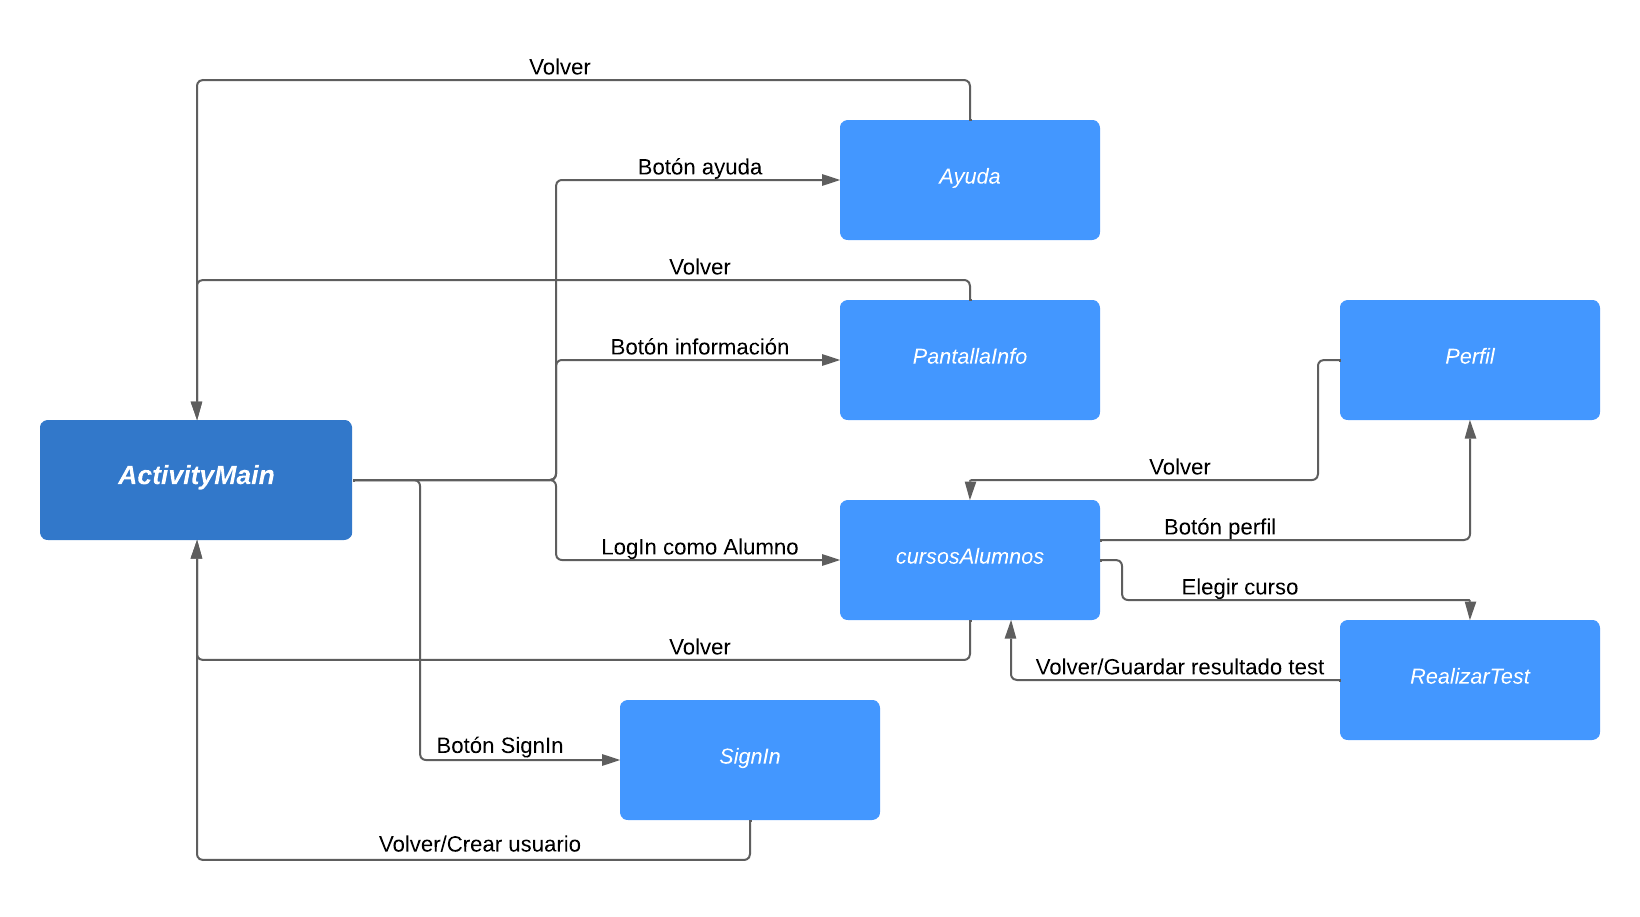 Volver
Botón ayuda
Ayuda
Volver
Botón información
PantallaInfo
Perfil
Volver
ActivityMain
Botón perfil
LogIn como Alumno
cursosAlumnos
Elegir curso
Volver
Volver/Guardar resultado test
RealizarTest
Botón SignIn
SignIn
Volver/Crear usuario